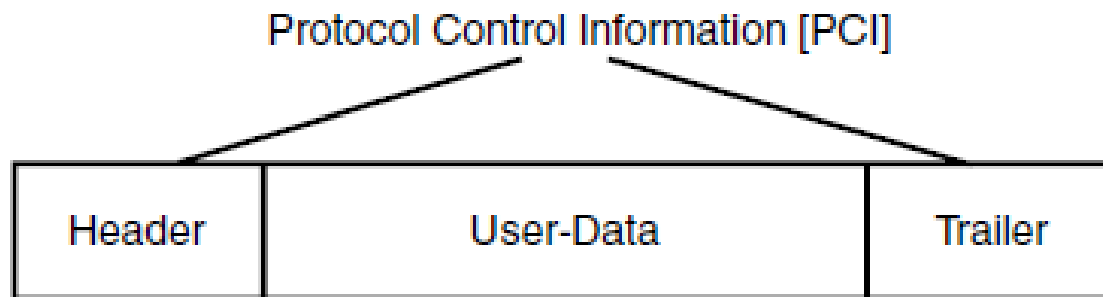 Protocol Control Information [PCI]
Header
User-Data
Trailer